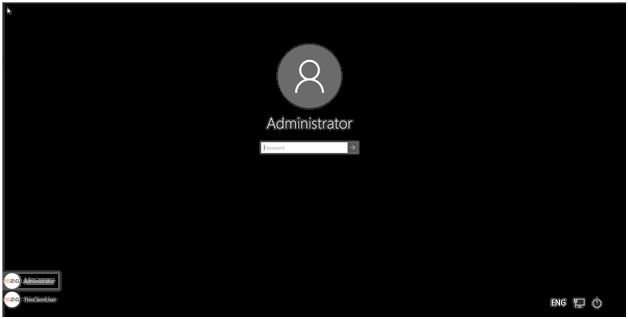 Administrator
Password
Administrator
ThinClientUser
ENG